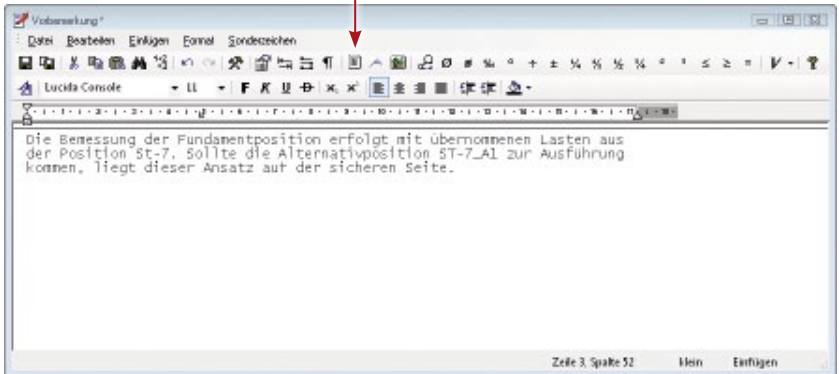 Vorbemerkung*
Datei Bearbeiten Einfügen Format Sonderzeichen
Lucida Console 11 F K U
Die Bemessung der Fundamentposition erfolgt mit übernommenen Lasten aus
der Position St-7. Sollte die Alternativposition ST-7_A1 zur Ausführung
kommen, liegt dieser Ansatz auf der sicheren Seite.
Zeile 3, Spalte 52 klein Einfügen